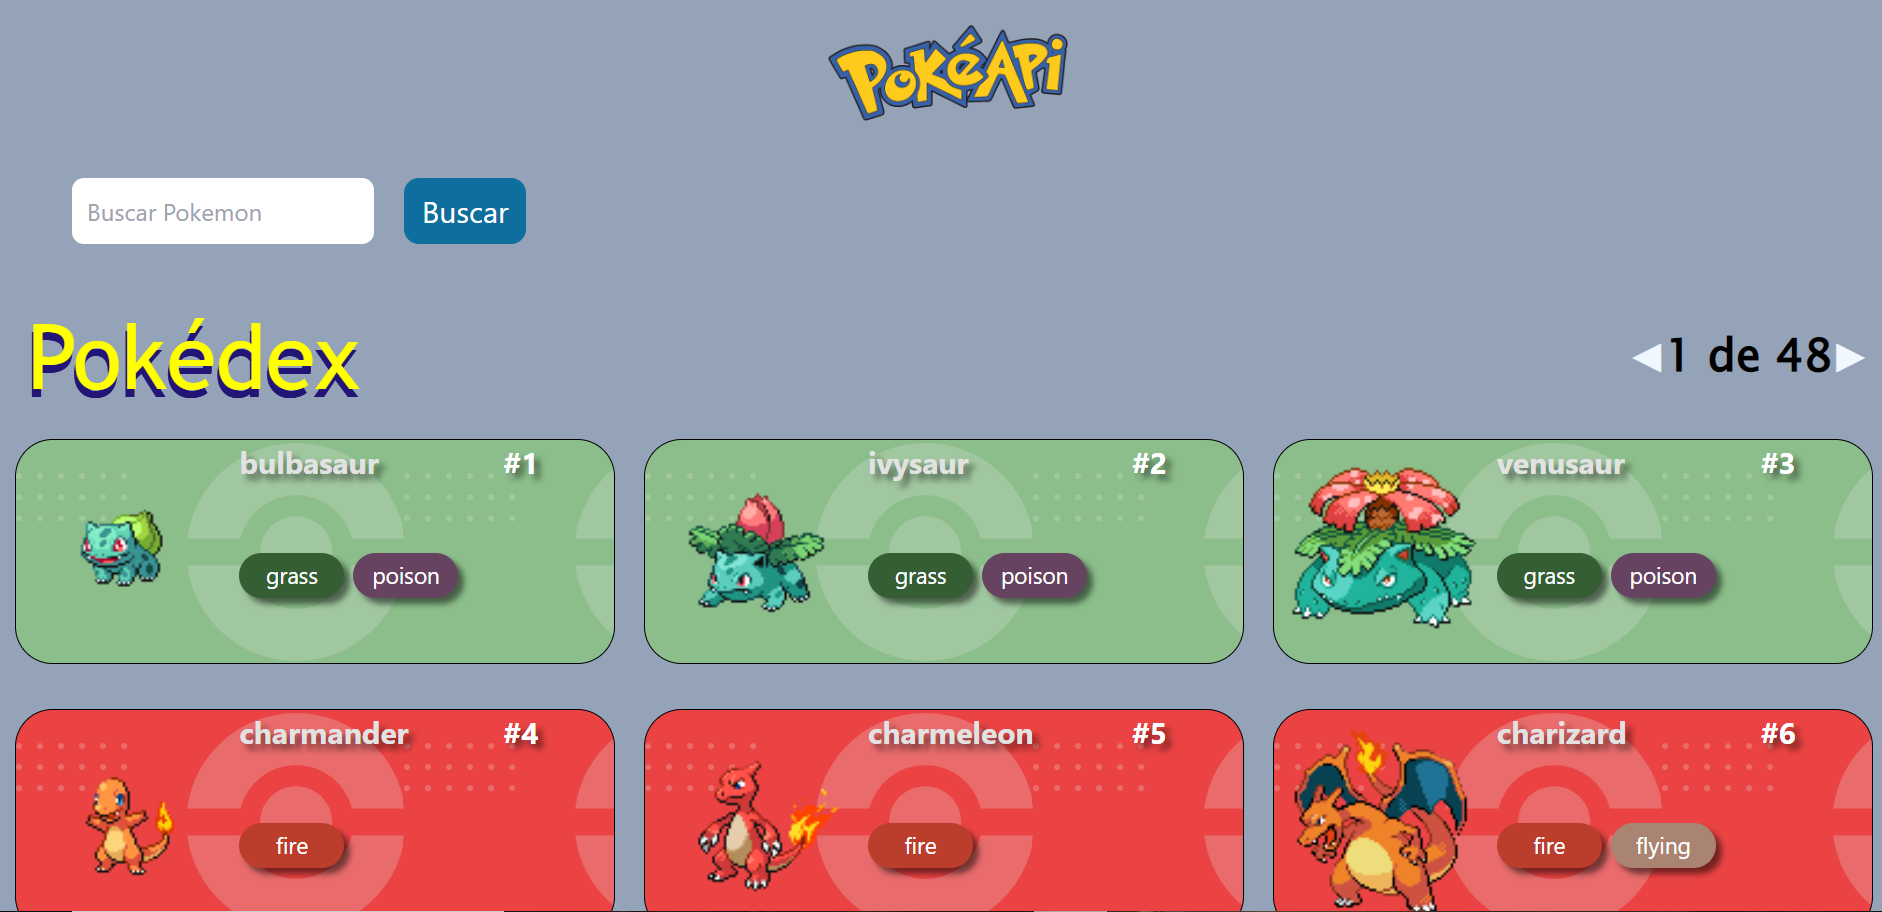 PokéApi
Buscar Pokemon
Buscar
Pokédex
◀1 de 48▶
bulbasaur #1
grass poison
ivysaur #2
grass poison
venusaur #3
grass poison
charmander #4
fire
charmeleon #5
fire
charizard #6
fire flying